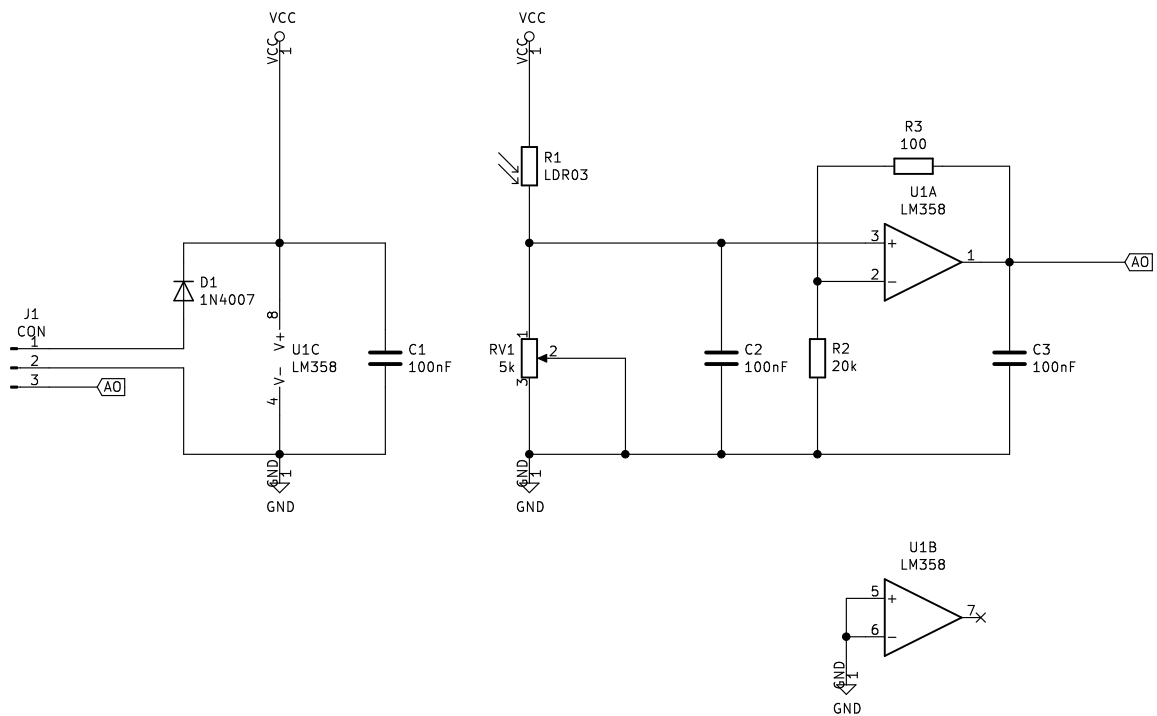 VCC
VCC
1
VCC
VCC
1
R3
100
R1
LDR03
U1A
LM358
3
+
2
−
1
AO
D1
1N4007
J1
CON
1
2
3
AO
8
V+
V-
4
U1C
LM358
C1
100nF
RV1
5k
1
2
3
C2
100nF
R2
20k
C3
100nF
GND
1
GND
GND
1
GND
U1B
LM358
5
+
6
−
7
GND
1
GND